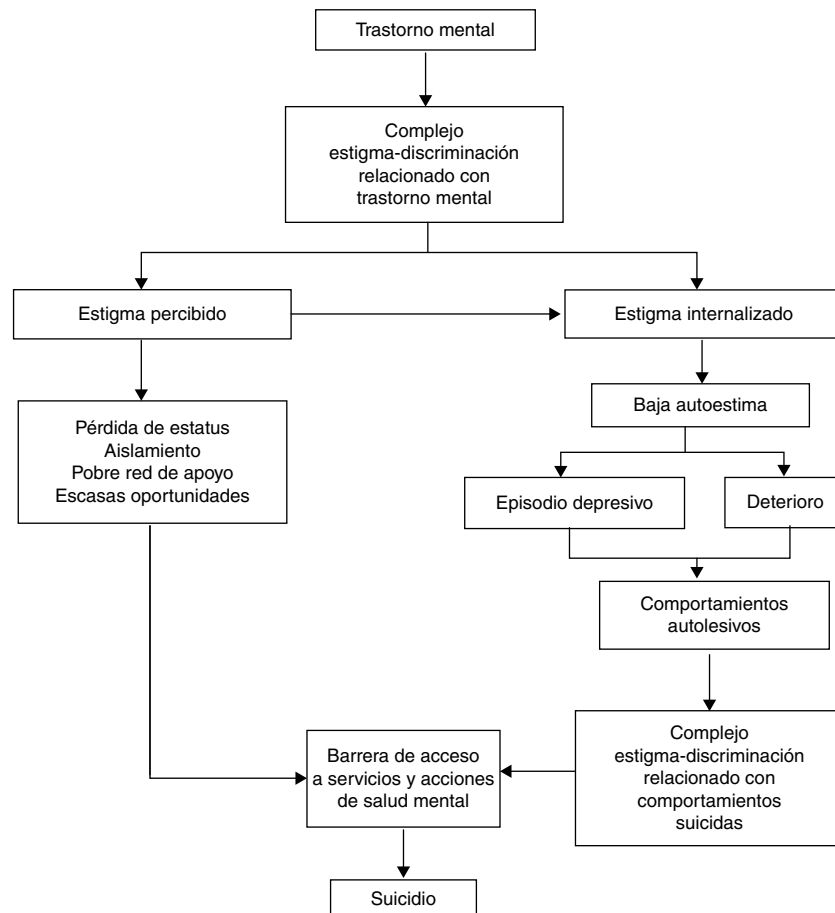 Trastorno mental
Complejo
estigma-discriminación
relacionado con
trastorno mental
Estigma percibido
Estigma internalizado
Pérdida de estatus
Aislamiento
Pobre red de apoyo
Escasas oportunidades
Baja autoestima
Episodio depresivo
Deterioro
Comportamientos
autolesivos
Complejo
estigma-discriminación
relacionado con
comportamientos
suicidas
Barrera de acceso
a servicios y acciones
de salud mental
Suicidio